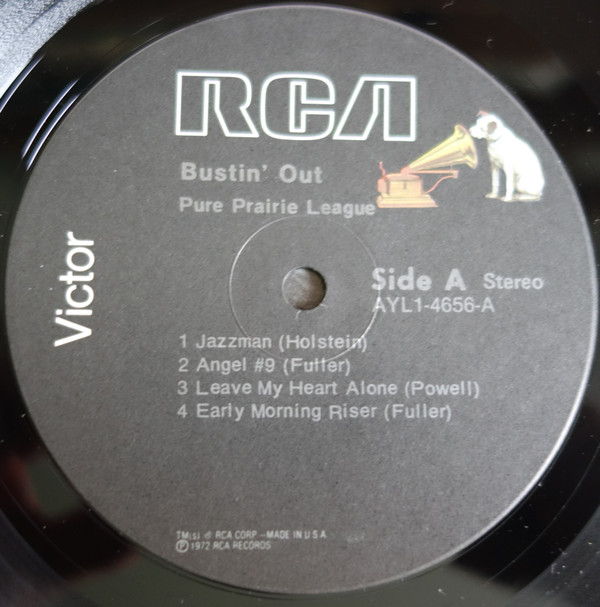 RCA
Bustin' Out
Pure Prairie League
Victor
Side A Stereo
AYL1-4656-A
1 Jazzman (Holstein)
2 Angel #9 (Fuller)
3 Leave My Heart Alone (Powell)
4 Early Morning Riser (Fuller)
TM(s) ® RCA CORP—MADE IN U S A
Ⓟ1972 RCA RECORDS